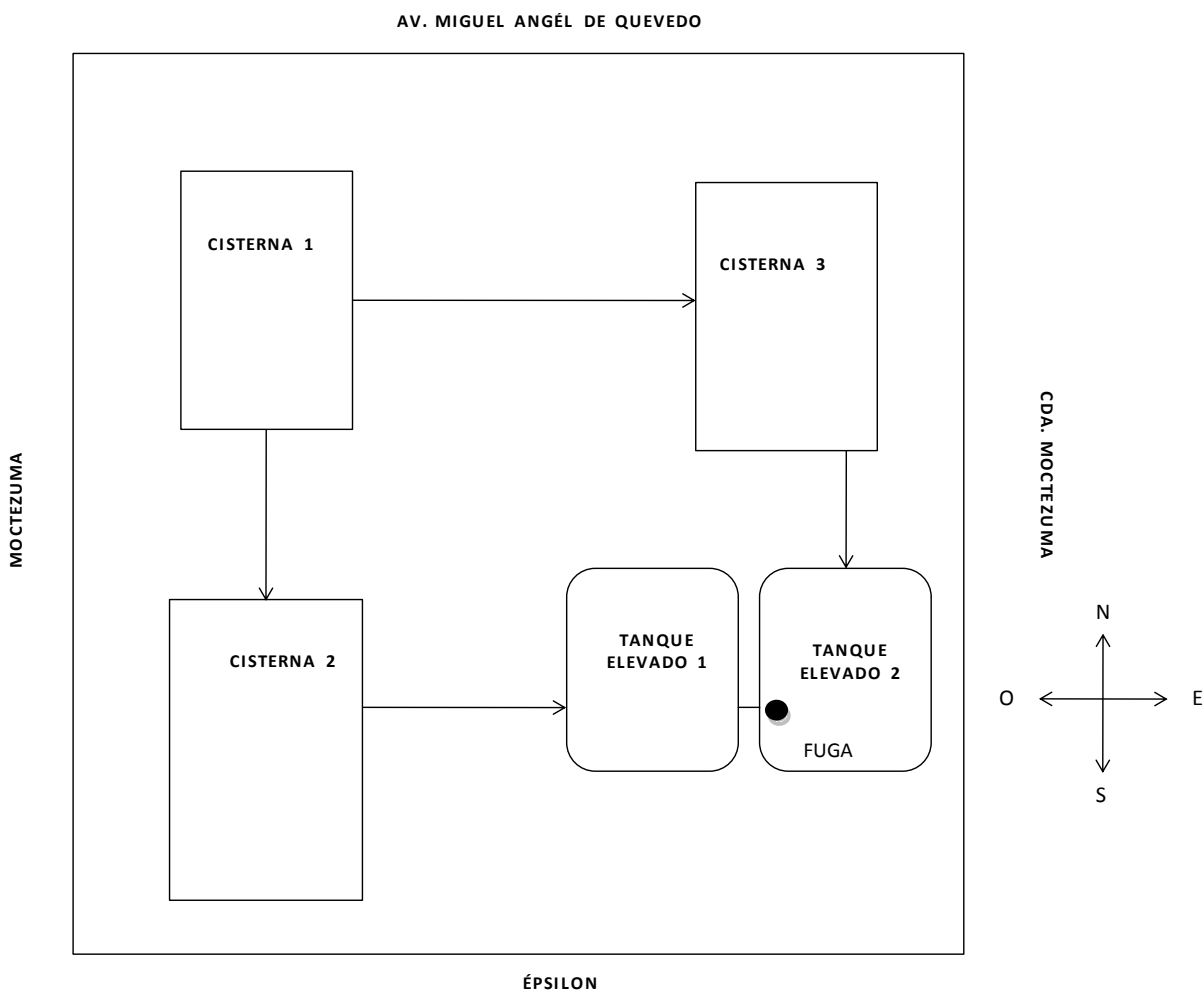 AV. MIGUEL ANGÉL DE QUEVEDO
CISTERNA 1
CISTERNA 3
MOCTEZUMA
CDA. MOCTEZUMA
CISTERNA 2
TANQUE
ELEVADO 1
TANQUE
ELEVADO 2
FUGA
N
O
E
S
ÉPSILON